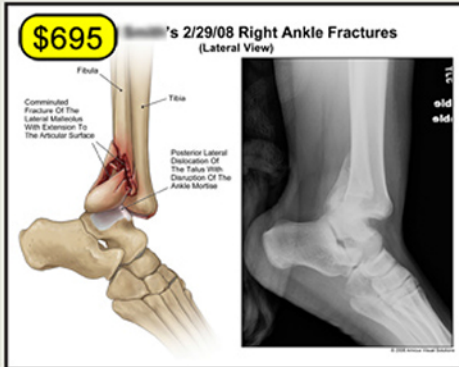 $695
's 2/29/08 Right Ankle Fractures
(Lateral View)
Fibula
Tibia
Comminuted
Fracture Of The
Lateral Malleolus
With Extension To
The Articular Surface
Posterior Lateral
Dislocation Of
The Talus With
Disruption Of The
Ankle Mortise